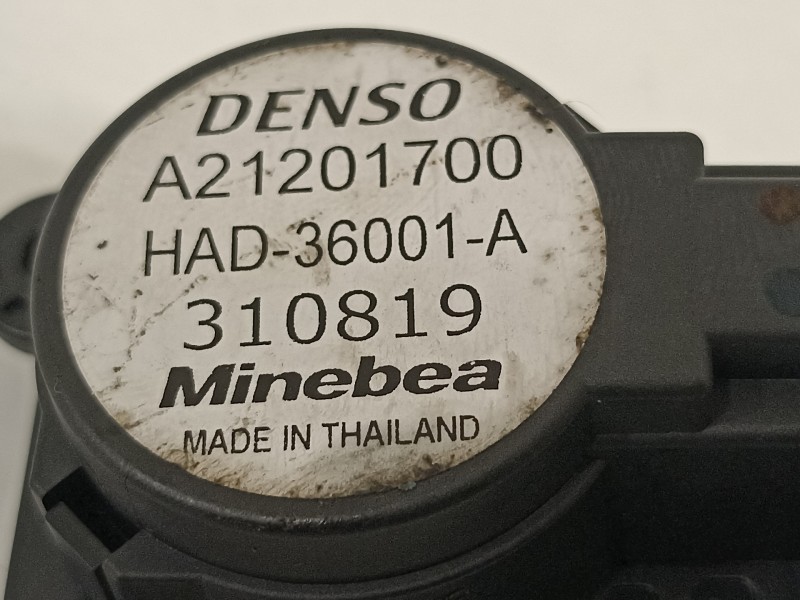 DENSO
A21201700
HAD-36001-A
310819
Minebea
MADE IN THAILAND